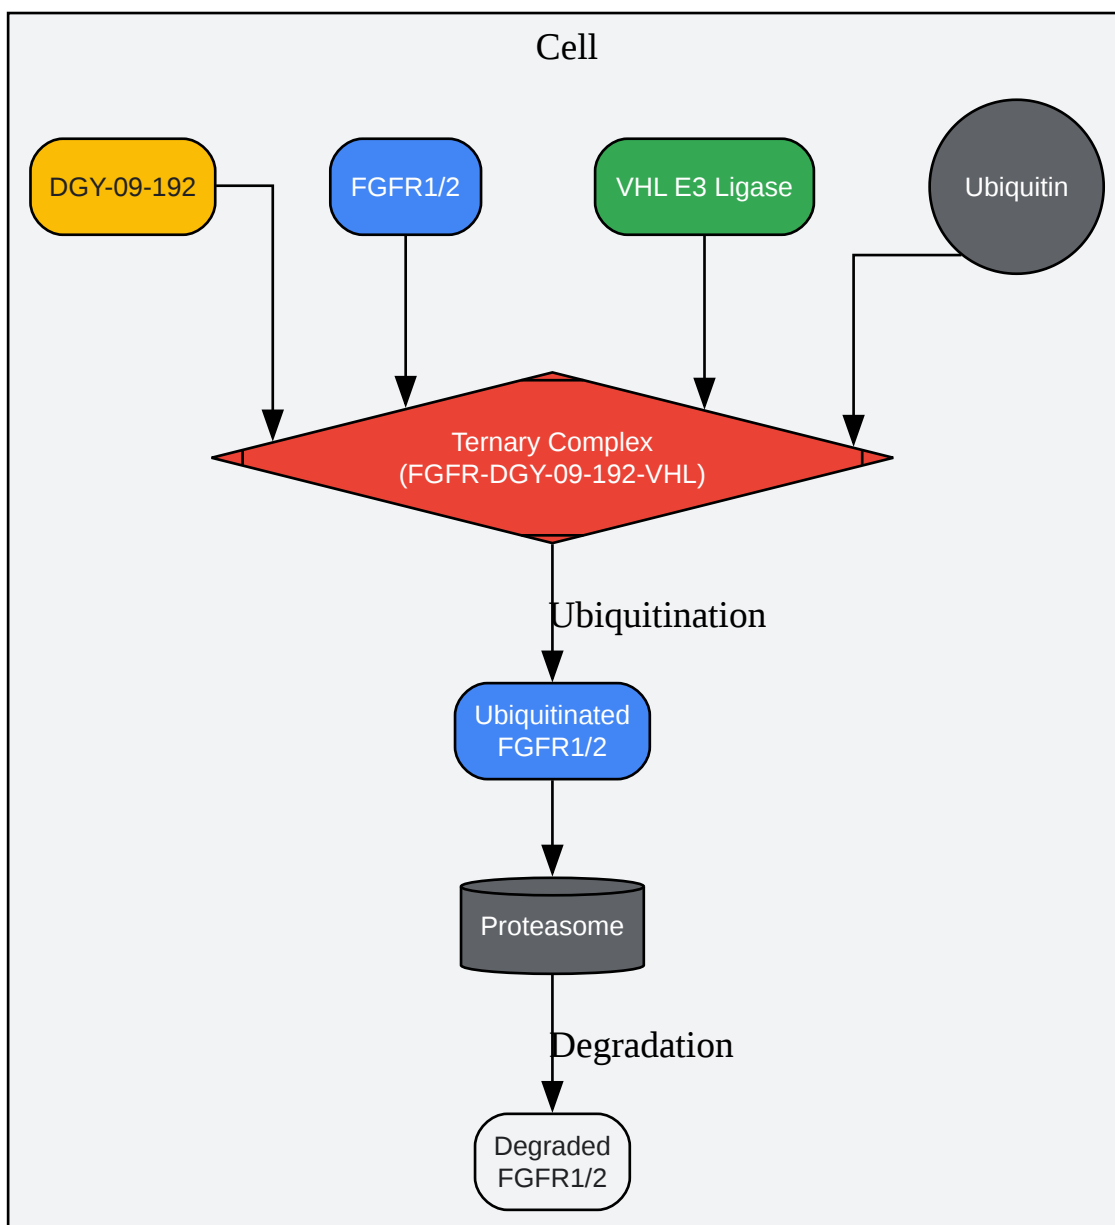 Cell
DGY-09-192
FGFR1/2
VHL E3 Ligase
Ubiquitin
Ternary Complex
(FGFR-DGY-09-192-VHL)
Ubiquitination
Ubiquitinated
FGFR1/2
Proteasome
Degradation
Degraded
FGFR1/2